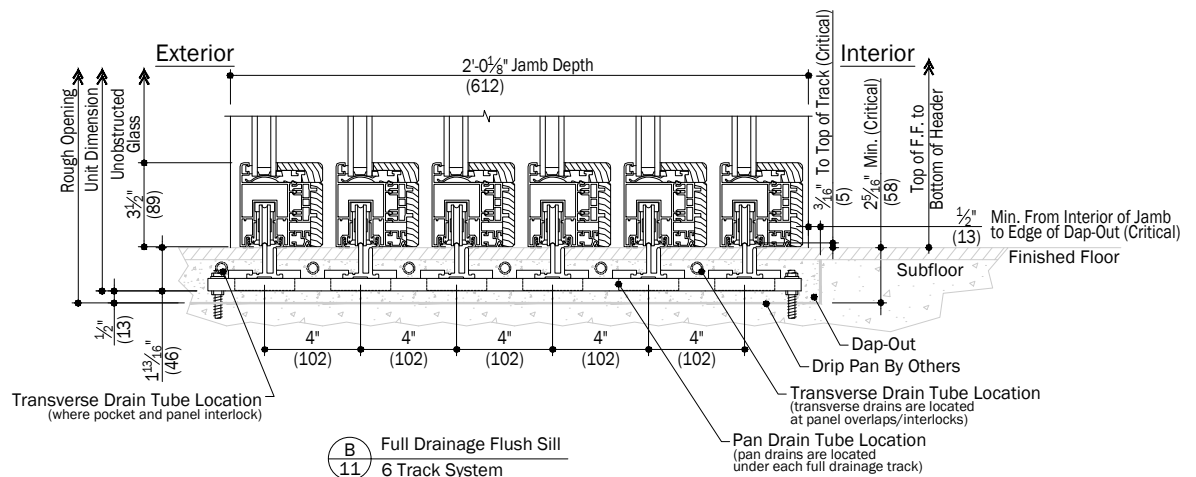 Exterior
Interior
2'-0⅛" Jamb Depth
(612)
Rough Opening
Unit Dimension
Unobstructed
Glass
3½"
(89)
3⁄16" To Top of Track (Critical)
(5)
2 5⁄16" Min. (Critical)
(58)
Top of F.F. to
Bottom of Header
½"
(13)
Min. From Interior of Jamb
to Edge of Dap-Out (Critical)
Finished Floor
Subfloor
½"
(13)
1 13⁄16"
(46)
4"
(102)
4"
(102)
4"
(102)
4"
(102)
4"
(102)
Dap-Out
Drip Pan By Others
Transverse Drain Tube Location
(where pocket and panel interlock)
Transverse Drain Tube Location
(transverse drains are located
at panel overlaps/interlocks)
Pan Drain Tube Location
(pan drains are located
under each full drainage track)
B
11
Full Drainage Flush Sill
6 Track System